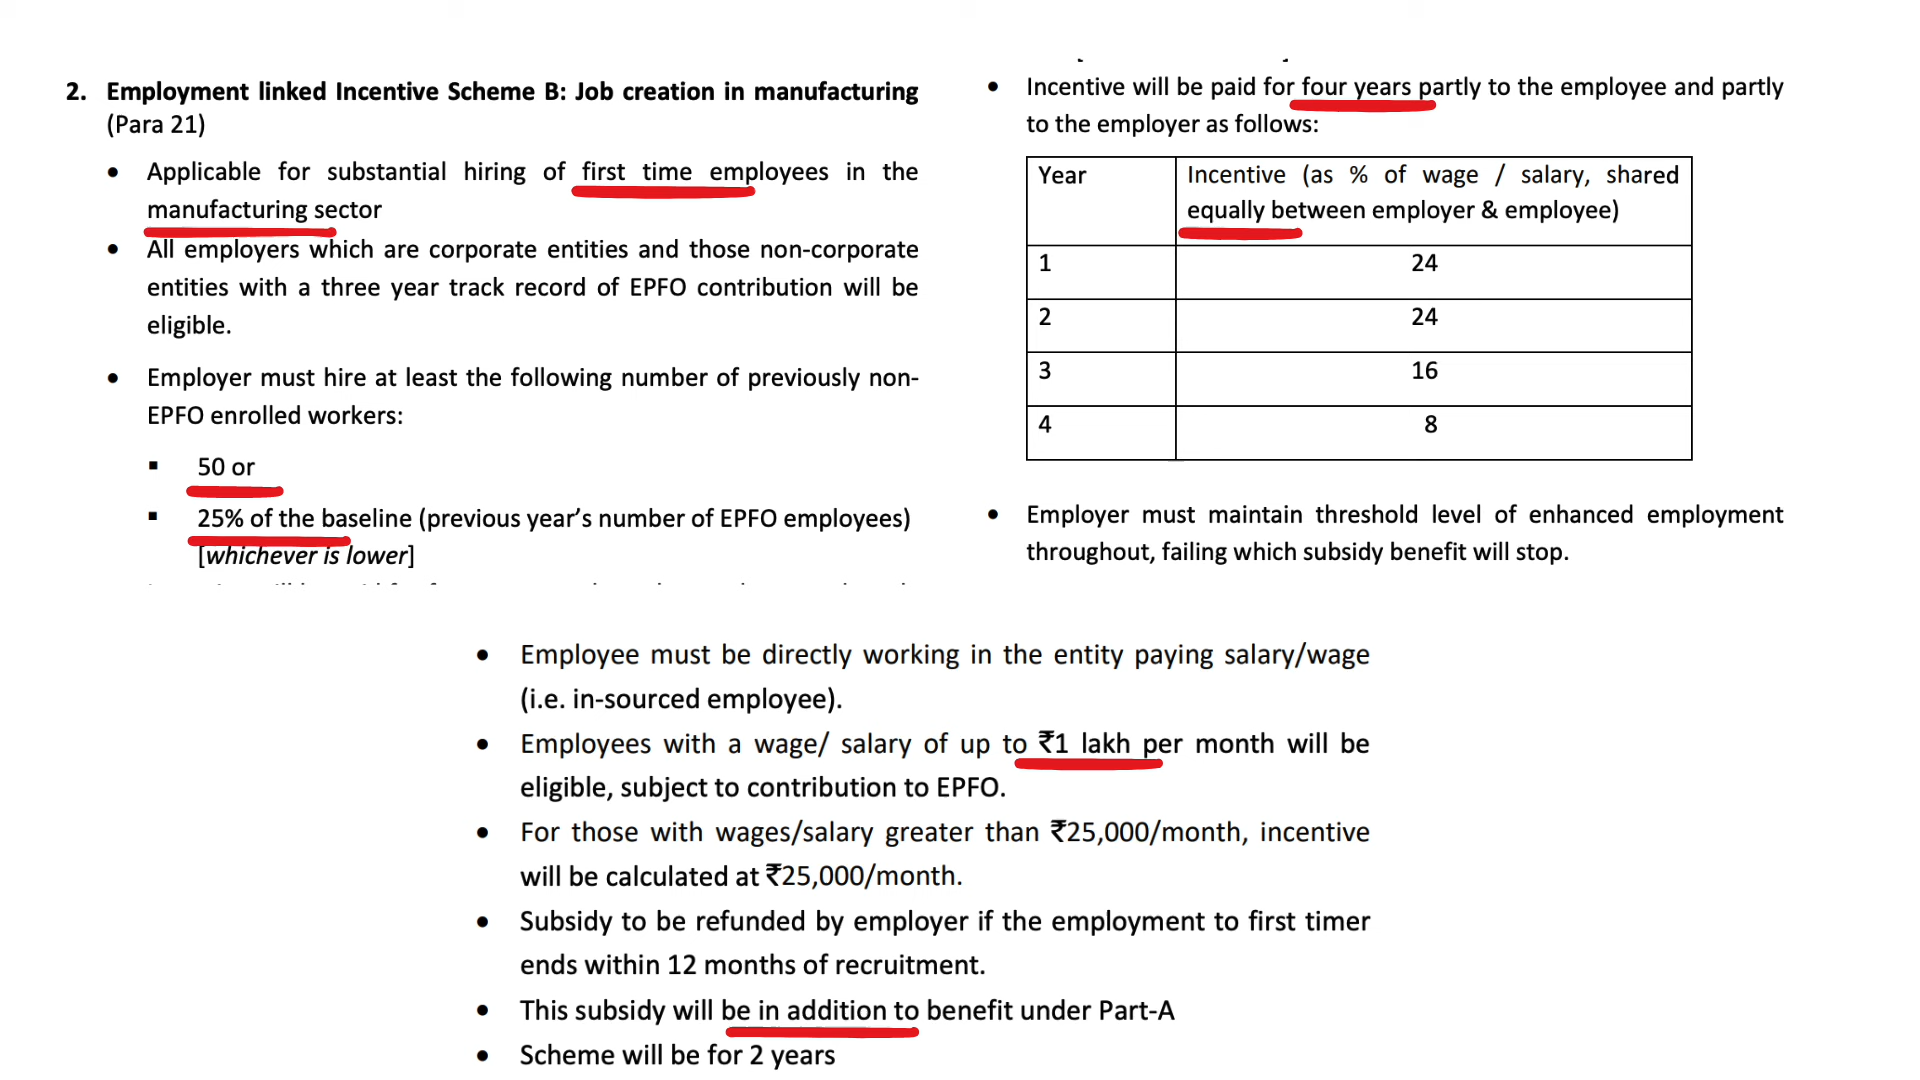 2. Employment linked Incentive Scheme B: Job creation in manufacturing
(Para 21)
• Applicable for substantial hiring of first time employees in the
manufacturing sector
• All employers which are corporate entities and those non-corporate
entities with a three year track record of EPFO contribution will be
eligible.
• Employer must hire at least the following number of previously non-
EPFO enrolled workers:
▪ 50 or
▪ 25% of the baseline (previous year’s number of EPFO employees)
[whichever is lower]
• Incentive will be paid for four years partly to the employee and partly
to the employer as follows:
Year Incentive (as % of wage / salary, shared
equally between employer & employee)
1 24
2 24
3 16
4 8
• Employer must maintain threshold level of enhanced employment
throughout, failing which subsidy benefit will stop.
• Employee must be directly working in the entity paying salary/wage
(i.e. in-sourced employee).
• Employees with a wage/ salary of up to ₹1 lakh per month will be
eligible, subject to contribution to EPFO.
• For those with wages/salary greater than ₹25,000/month, incentive
will be calculated at ₹25,000/month.
• Subsidy to be refunded by employer if the employment to first timer
ends within 12 months of recruitment.
• This subsidy will be in addition to benefit under Part-A
• Scheme will be for 2 years